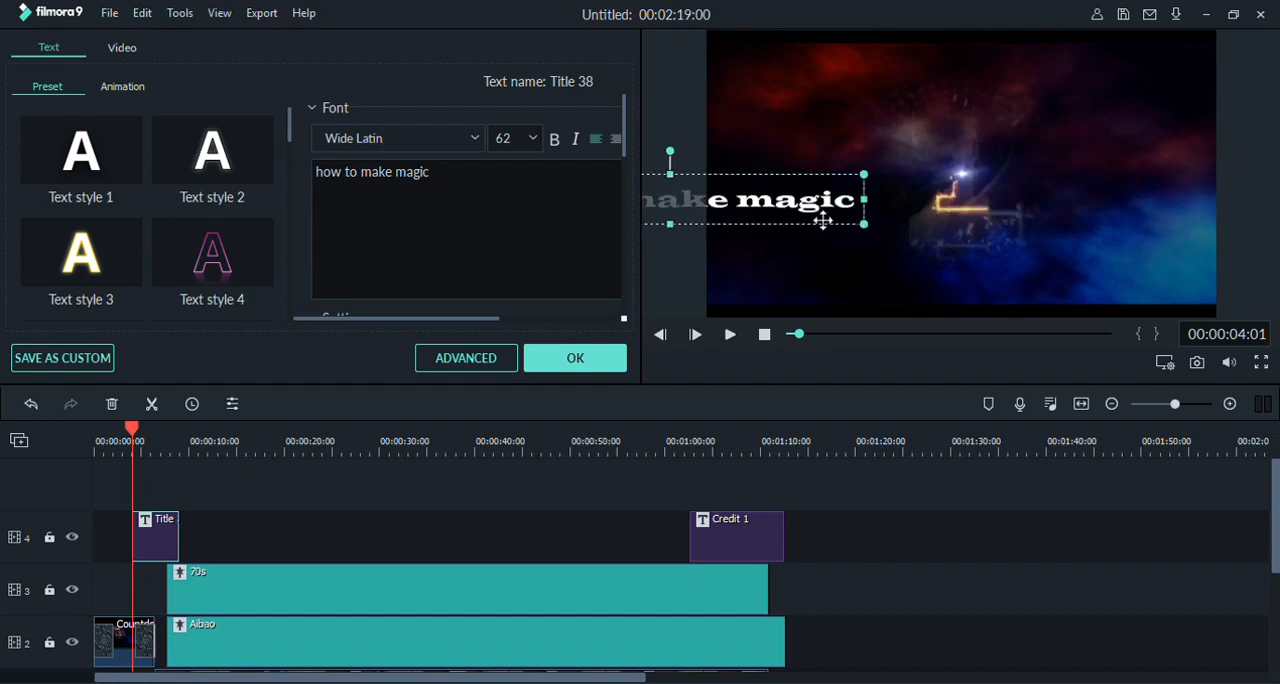 filmora9 File Edit Tools View Export Help Untitled: 00:02:19:00
Text Video
Preset Animation
Text name: Title 38
Font
Wide Latin 62 B I
how to make magic
A A
Text style 1 Text style 2
A A
Text style 3 Text style 4
SAVE AS CUSTOM ADVANCED OK
make magic
{ } 00:00:04:01
00:00:00:00 00:00:10:00 00:00:20:00 00:00:30:00 00:00:40:00 00:00:50:00 00:01:00:00 00:01:10:00 00:01:20:00 00:01:30:00 00:01:40:00 00:01:50:00 00:02:0
4 T Title T Credit 1
3 70s
2 Countdo Aibao